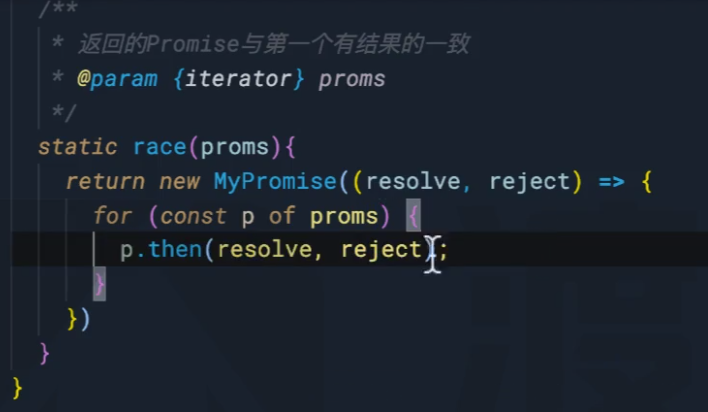 /**
* 返回的Promise与第一个有结果的一致
* @param {iterator} proms
*/
static race(proms){
return new MyPromise((resolve, reject) => {
for (const p of proms) {
p.then(resolve, reject);
}
})
}
}